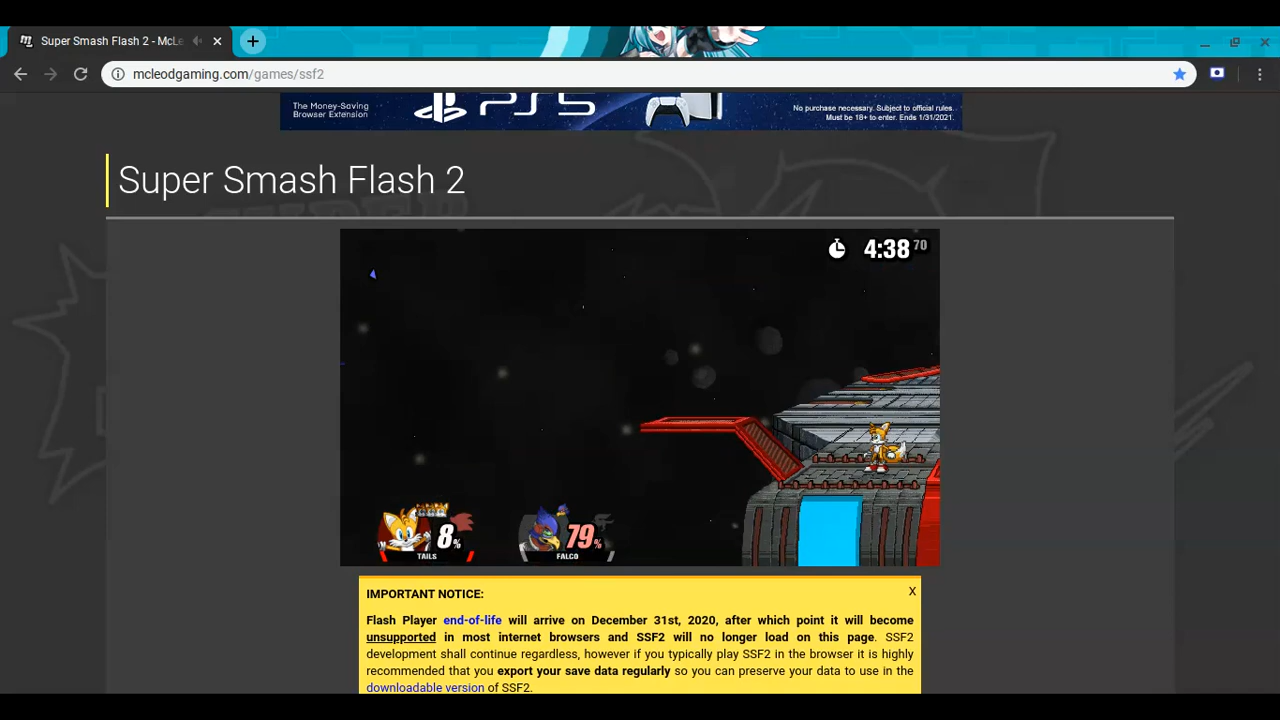 Super Smash Flash 2 - McLe
mcleodgaming.com/games/ssf2
The Money-Saving
Browser Extension
PS5
No purchase necessary. Subject to official rules.
Must be 18+ to enter. Ends 1/31/2021.
Super Smash Flash 2
4:38 70
8%
TAILS
79%
FALCO
IMPORTANT NOTICE:
X
Flash Player end-of-life will arrive on December 31st, 2020, after which point it will become
unsupported in most internet browsers and SSF2 will no longer load on this page. SSF2
development shall continue regardless, however if you typically play SSF2 in the browser it is highly
recommended that you export your save data regularly so you can preserve your data to use in the
downloadable version of SSF2.